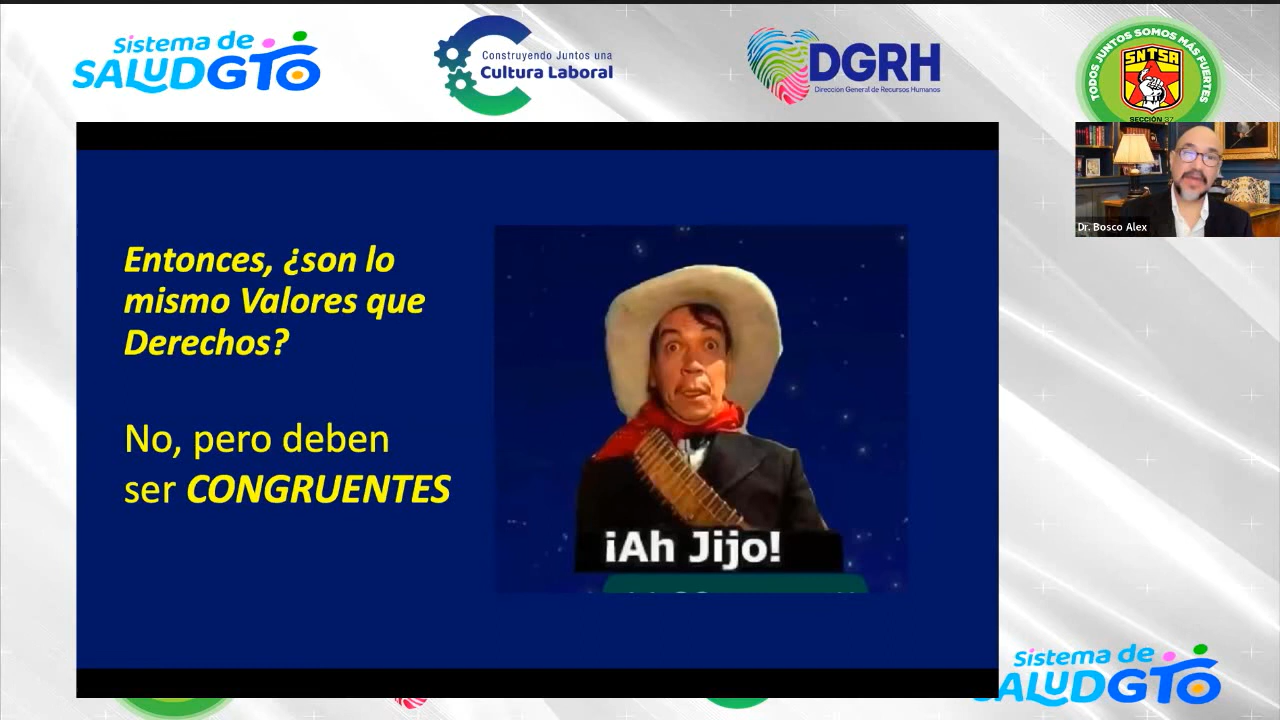 Sistema de
SALUDGTO
Construyendo Juntos una
Cultura Laboral
DGRH
Dirección General de Recursos Humanos
TODOS JUNTOS SOMOS MÁS FUERTES
SNTSA
SECCIÓN 37
Dr. Bosco Alex
Entonces, ¿son lo
mismo Valores que
Derechos?
No, pero deben
ser CONGRUENTES
¡Ah Jijo!
Sistema de
SALUDGTO